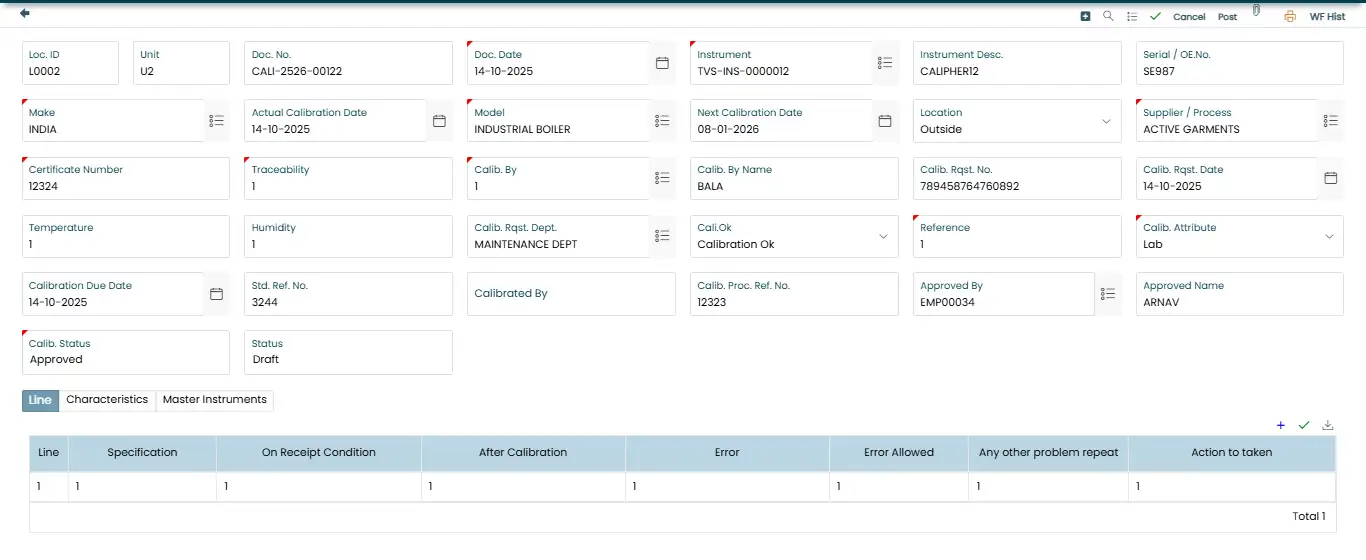 Cancel Post WF Hist
Loc. ID Unit Doc. No. Doc. Date Instrument Instrument Desc. Serial / OE.No.
L0002 U2 CALI-2526-00122 14-10-2025 TVS-INS-0000012 CALIPHER12 SE987
Make Actual Calibration Date Model Next Calibration Date Location Supplier / Process
INDIA 14-10-2025 INDUSTRIAL BOILER 08-01-2026 Outside ACTIVE GARMENTS
Certificate Number Traceability Calib. By Calib. By Name Calib. Rqst. No. Calib. Rqst. Date
12324 1 1 BALA 789458764760892 14-10-2025
Temperature Humidity Calib. Rqst. Dept. Cali.Ok Reference Calib. Attribute
1 1 MAINTENANCE DEPT Calibration Ok 1 Lab
Calibration Due Date Std. Ref. No. Calibrated By Calib. Proc. Ref. No. Approved By Approved Name
14-10-2025 3244 12323 EMP00034 ARNAV
Calib. Status Status
Approved Draft
Line Characteristics Master Instruments
Line Specification On Receipt Condition After Calibration Error Error Allowed Any other problem repeat Action to taken
1 1 1 1 1 1 1 1
Total 1